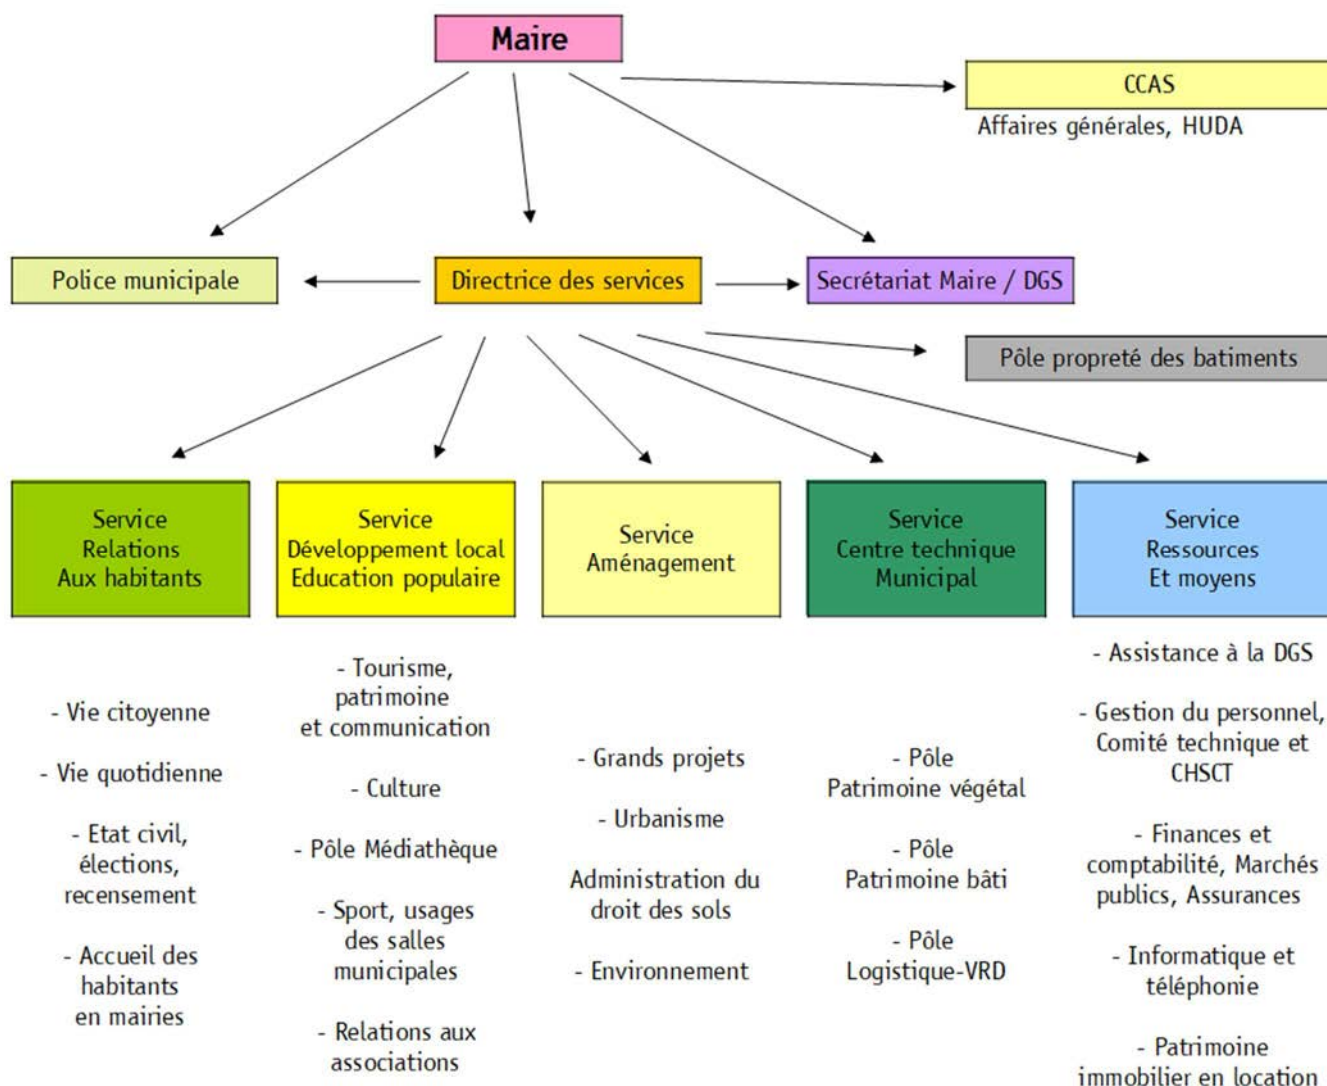 Maire
CCAS
Affaires générales, HUDA
Police municipale
Directrice des services
Secrétariat Maire / DGS
Pôle propreté des batiments
Service
Relations
Aux habitants
Service
Développement local
Education populaire
Service
Aménagement
Service
Centre technique
Municipal
Service
Ressources
Et moyens
- Vie citoyenne
- Vie quotidienne
- Etat civil,
élections,
recensement
- Accueil des
habitants
en mairies
- Tourisme,
patrimoine
et communication
- Culture
- Pôle Médiathèque
- Sport, usages
des salles
municipales
- Relations aux
associations
- Grands projets
- Urbanisme
Administration du
droit des sols
- Environnement
- Pôle
Patrimoine végétal
- Pôle
Patrimoine bâti
- Pôle
Logistique-VRD
- Assistance à la DGS
- Gestion du personnel,
Comité technique et
CHSCT
- Finances et
comptabilité, Marchés
publics, Assurances
- Informatique et
téléphonie
- Patrimoine
immobilier en location